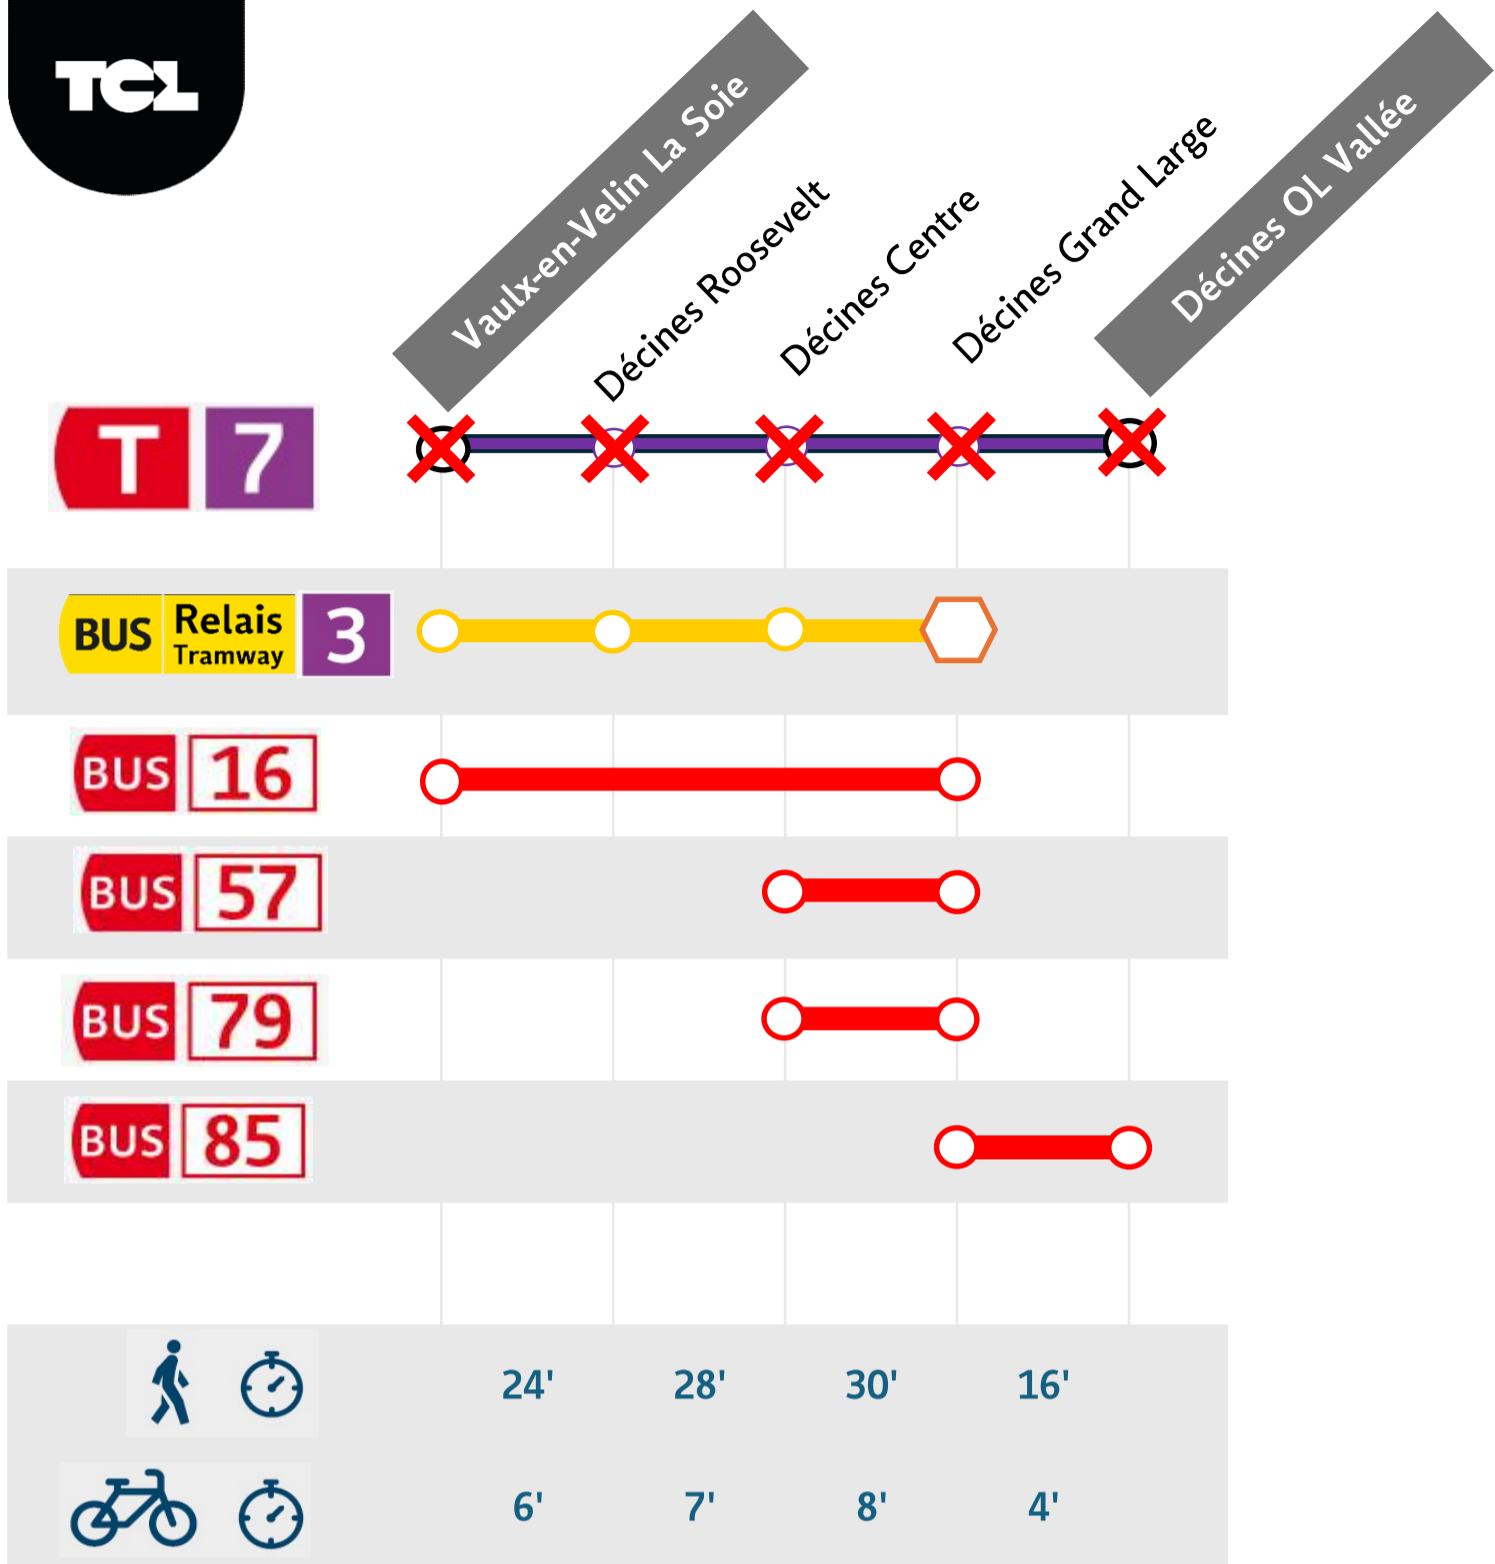 TCL
Vaulx-en-Velin La Soie
Décines Roosevelt
Décines Centre
Décines Grand Large
Décines OL Vallée
T 7
BUS Relais Tramway 3
BUS 16
BUS 57
BUS 79
BUS 85
24' 28' 30' 16'
6' 7' 8' 4'